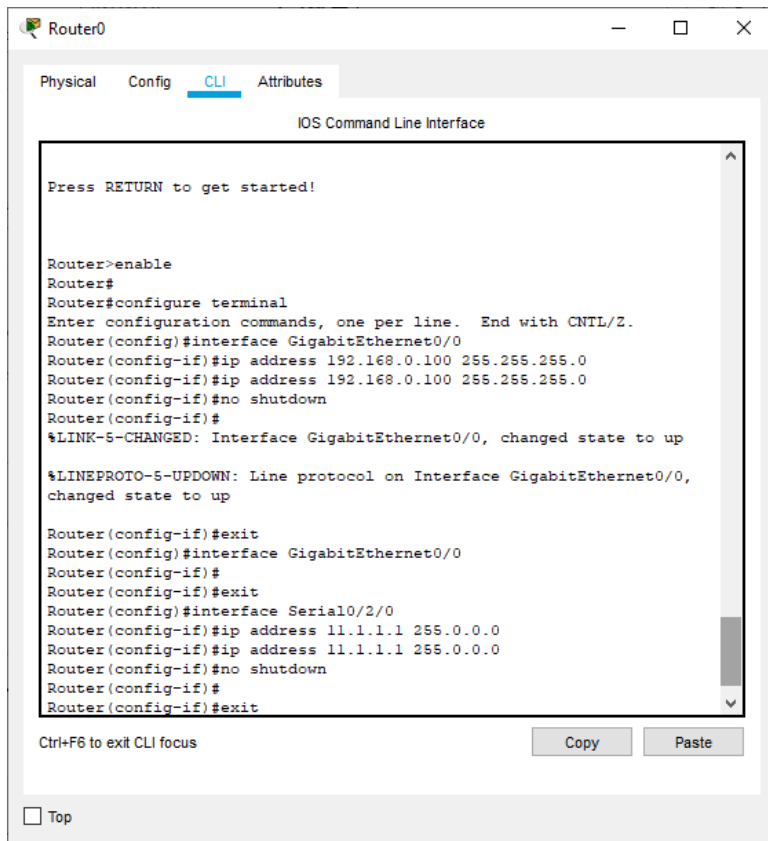 Router0
Physical Config CLI Attributes
IOS Command Line Interface
Press RETURN to get started!
Router>enable
Router#
Router#configure terminal
Enter configuration commands, one per line.  End with CNTL/Z.
Router(config)#interface GigabitEthernet0/0
Router(config-if)#ip address 192.168.0.100 255.255.255.0
Router(config-if)#ip address 192.168.0.100 255.255.255.0
Router(config-if)#no shutdown
Router(config-if)#
%LINK-5-CHANGED: Interface GigabitEthernet0/0, changed state to up
%LINEPROTO-5-UPDOWN: Line protocol on Interface GigabitEthernet0/0,
changed state to up
Router(config-if)#exit
Router(config)#interface GigabitEthernet0/0
Router(config-if)#
Router(config-if)#exit
Router(config)#interface Serial0/2/0
Router(config-if)#ip address 11.1.1.1 255.0.0.0
Router(config-if)#ip address 11.1.1.1 255.0.0.0
Router(config-if)#no shutdown
Router(config-if)#
Router(config-if)#exit
Ctrl+F6 to exit CLI focus
Copy Paste
Top